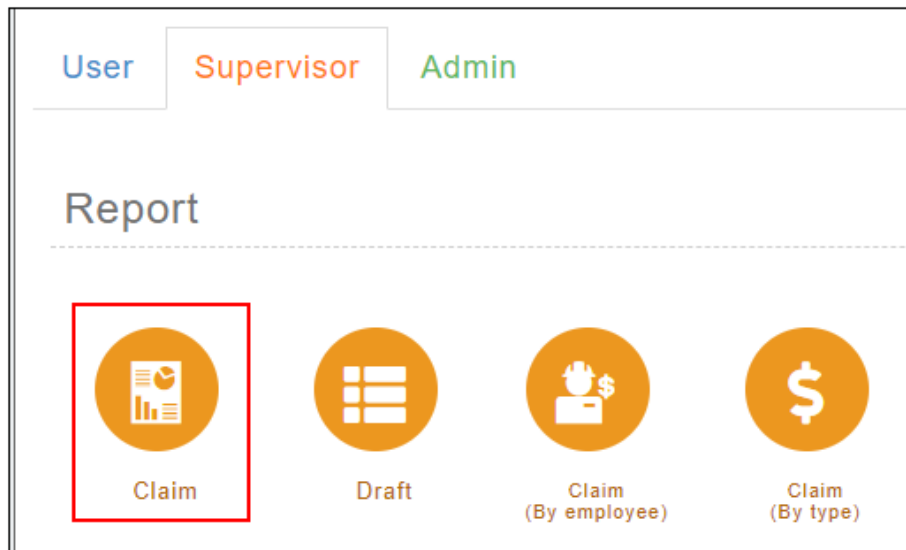 User Supervisor Admin
Report
Claim Draft Claim Claim
(By employee) (By type)